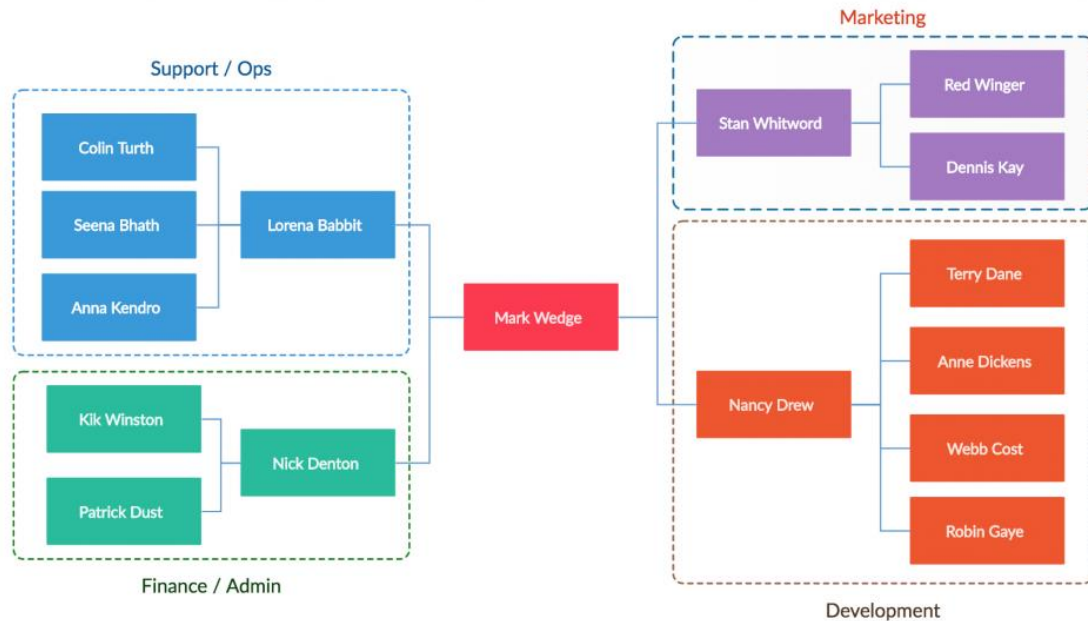 Support / Ops
Colin Turth
Seena Bhath
Anna Kendro
Lorena Babbit
Kik Winston
Patrick Dust
Nick Denton
Finance / Admin
Mark Wedge
Marketing
Stan Whitword
Red Winger
Dennis Kay
Nancy Drew
Terry Dane
Anne Dickens
Webb Cost
Robin Gaye
Development